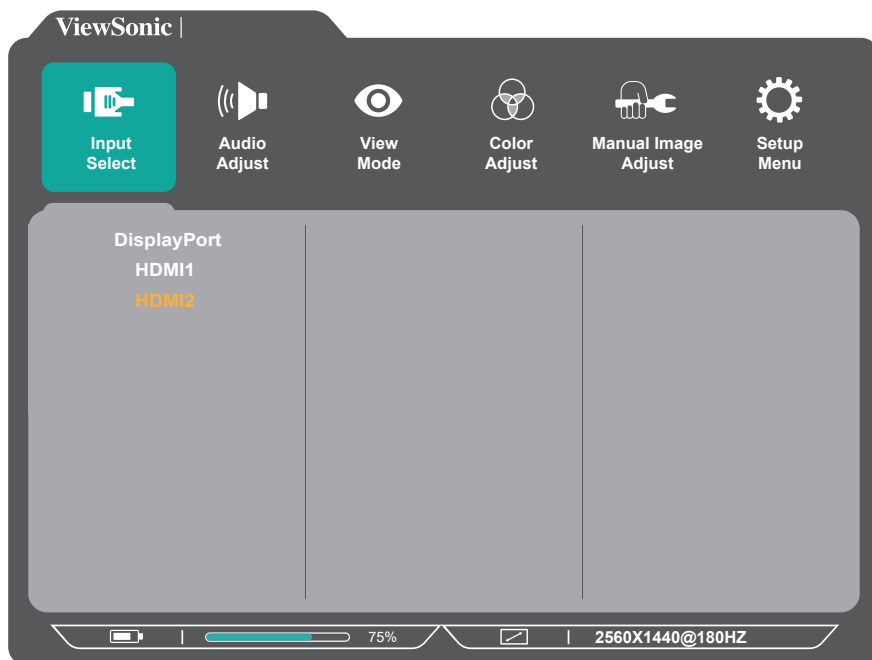 ViewSonic
Input Select
Audio Adjust
View Mode
Color Adjust
Manual Image Adjust
Setup Menu
DisplayPort
HDMI1
HDMI2
75%
2560X1440@180HZ